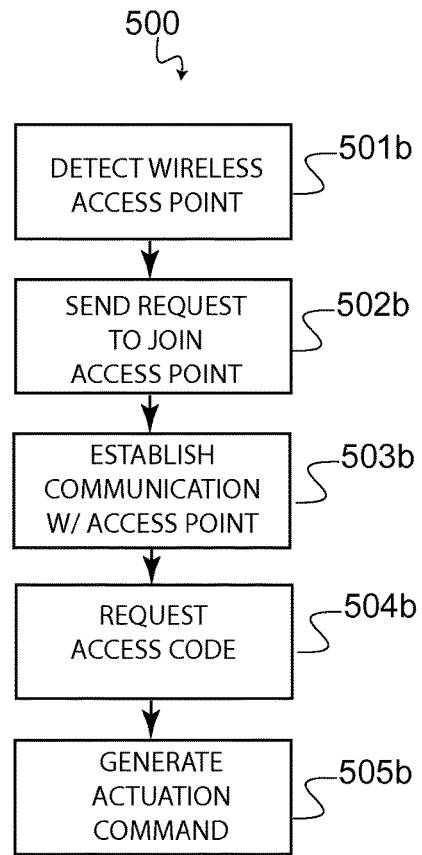 500
DETECT WIRELESS
ACCESS POINT
501b
SEND REQUEST
TO JOIN
ACCESS POINT
502b
ESTABLISH
COMMUNICATION
W/ ACCESS POINT
503b
REQUEST
ACCESS CODE
504b
GENERATE
ACTUATION
COMMAND
505b